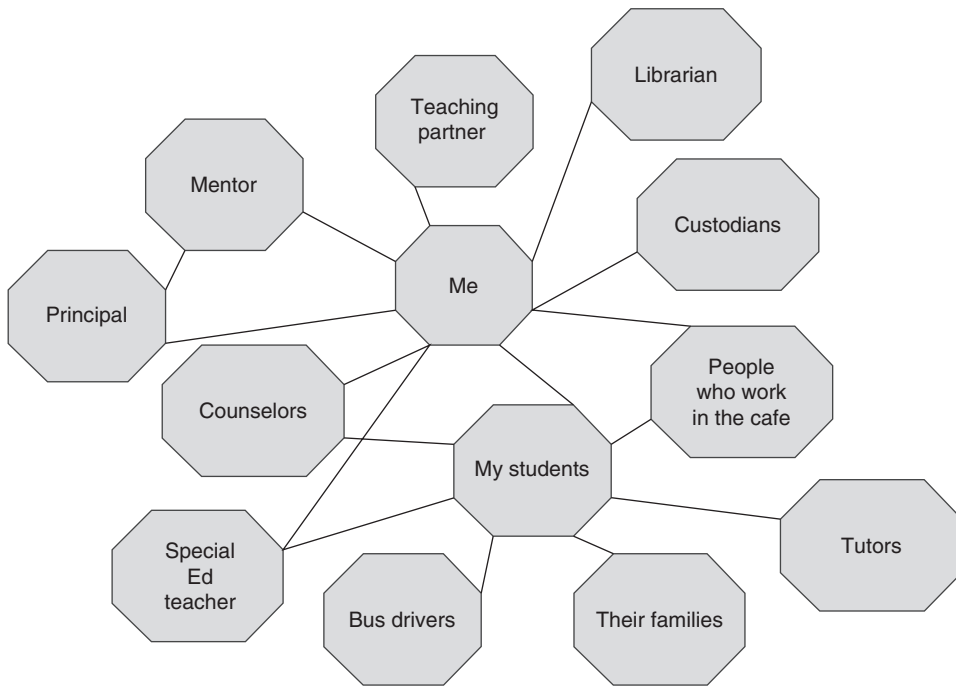 Librarian
Teaching
partner
Mentor
Custodians
Me
Principal
People
who work
in the cafe
Counselors
My students
Tutors
Special
Ed
teacher
Bus drivers
Their families